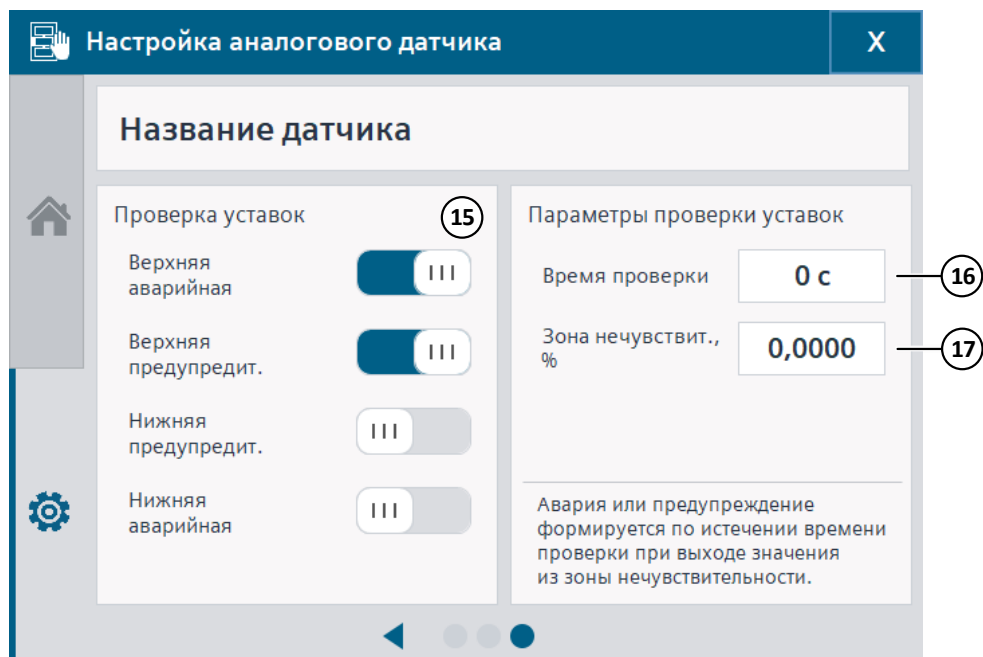 Настройка аналогового датчика
X
Название датчика
Проверка уставок
15
Верхняя
аварийная
Верхняя
предупредит.
Нижняя
предупредит.
Нижняя
аварийная
Параметры проверки уставок
Время проверки
0 с
16
Зона нечувствит.,
%
0,0000
17
Авария или предупреждение
формируется по истечении времени
проверки при выходе значения
из зоны нечувствительности.